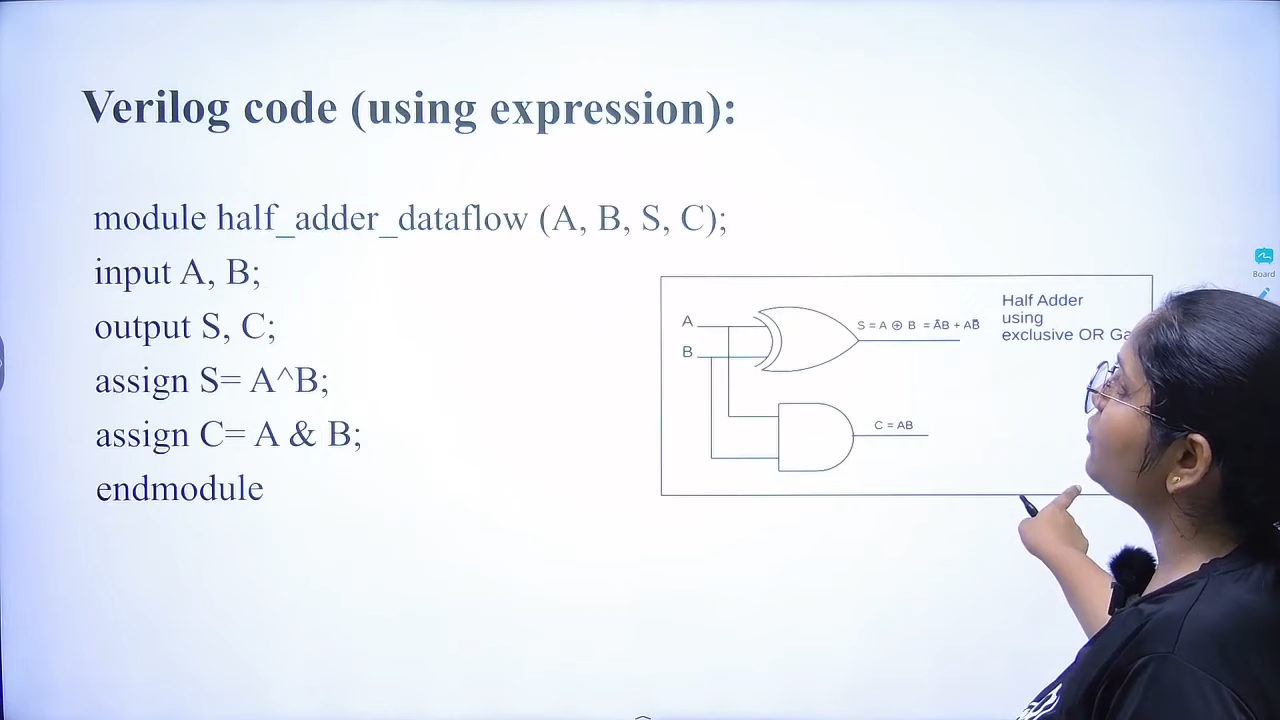 Verilog code (using expression):
module half_adder_dataflow (A, B, S, C);
input A, B;
output S, C;
assign S= A^B;
assign C= A & B;
endmodule
A
B
S = A ⊕ B = ĀB + AB̄
C = AB
Half Adder
using
exclusive OR
Board